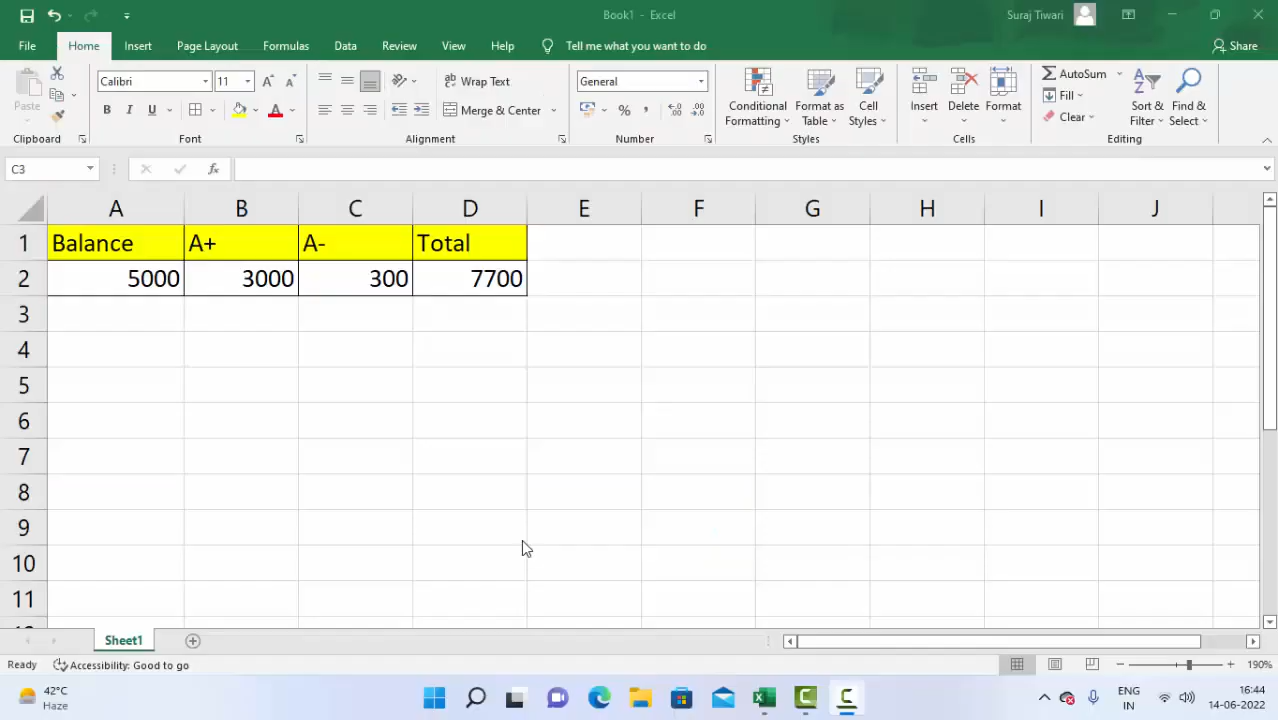 Book1 - Excel
Suraj Tiwari
File Home Insert Page Layout Formulas Data Review View Help Tell me what you want to do Share
Paste
Calibri 11
Wrap Text
General
Conditional Formatting
Format as Table
Cell Styles
Insert Delete Format
AutoSum
Fill
Clear
Sort & Filter
Find & Select
B I U A
Merge & Center
% ,
Clipboard Font Alignment Number Styles Cells Editing
C3 fx
A B C D E F G H I J
1 Balance A+ A- Total
2 5000 3000 300 7700
3
4
5
6
7
8
9
10
11
Sheet1
Ready Accessibility: Good to go 190%
42°C
Haze
ENG
IN
16:44
14-06-2022